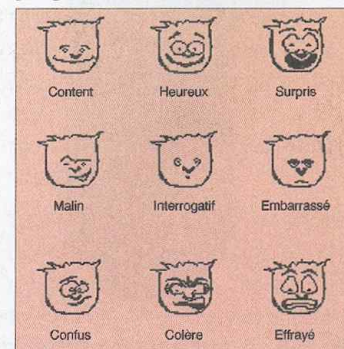 Content Heureux Surpris
Malin Interrogatif Embarrassé
Confus Colère Effrayé